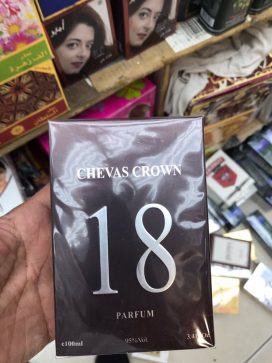 CHEVAS CROWN
18
PARFUM
e100ml 95%Vol